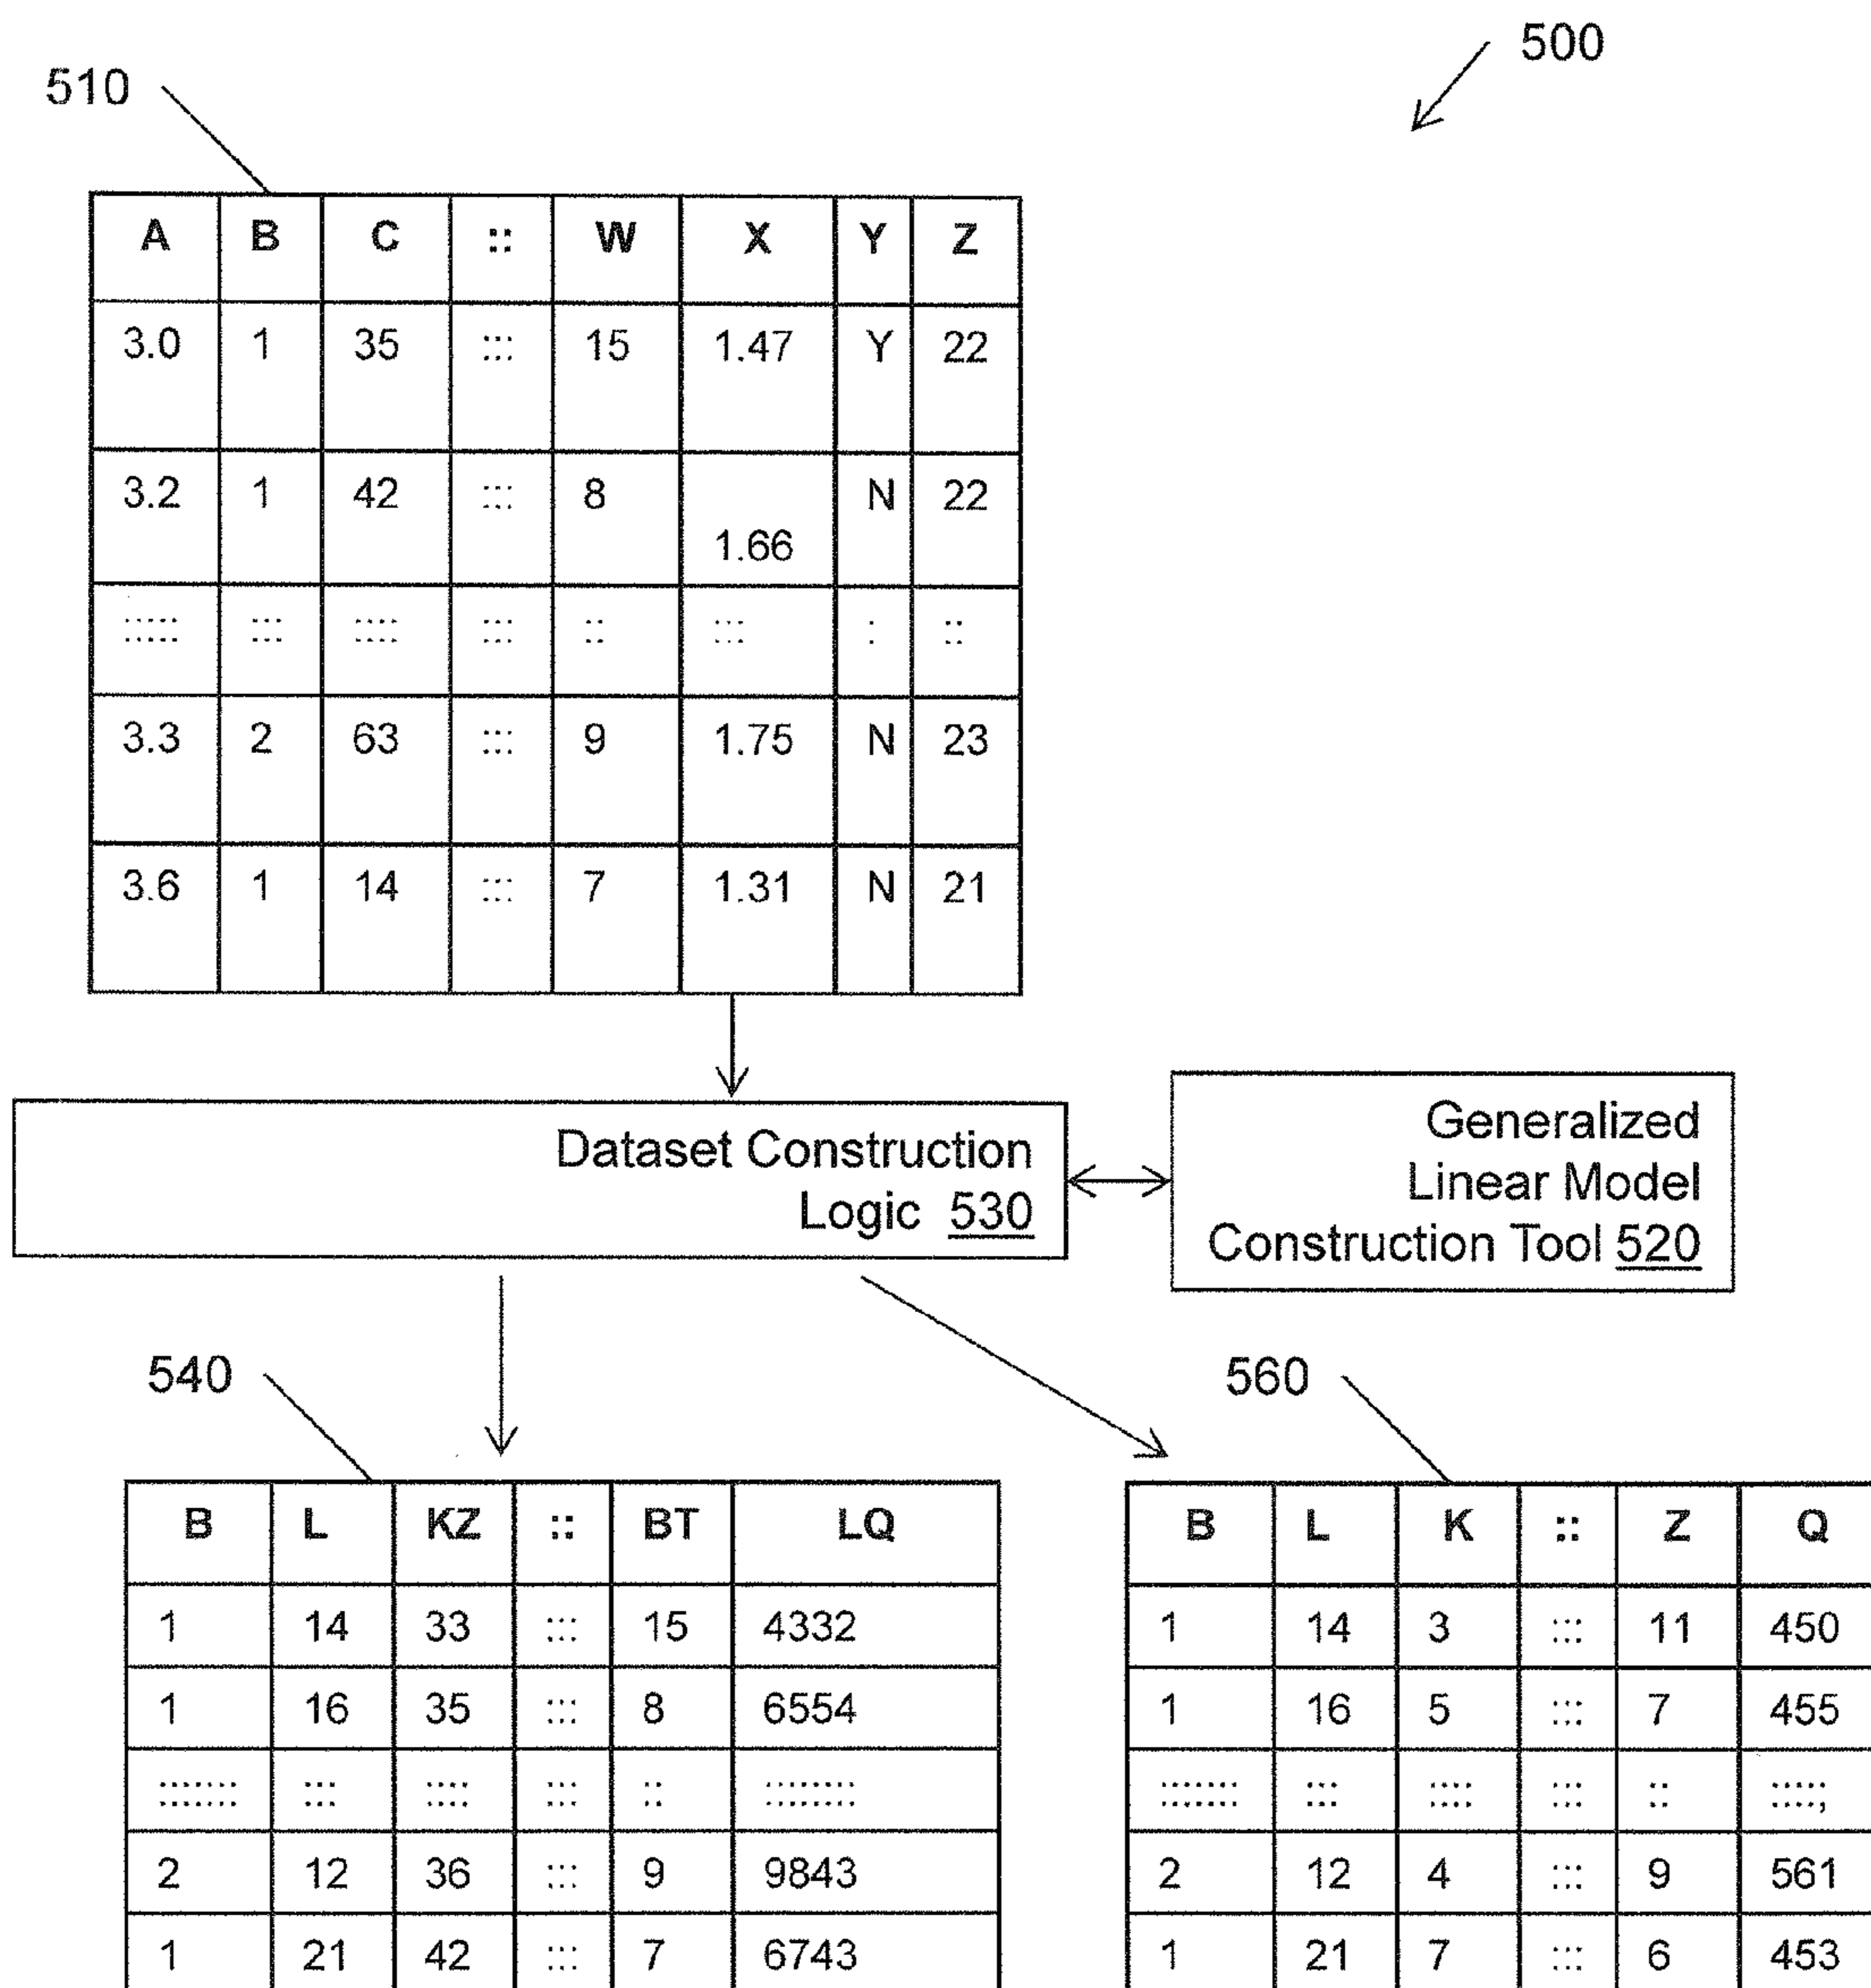 500
510
A B C :: W X Y Z
3.0 1 35 ::: 15 1.47 Y 22
3.2 1 42 ::: 8 1.66 N 22
::::: ::: :::: ::: :: ::: : ::
3.3 2 63 ::: 9 1.75 N 23
3.6 1 14 ::: 7 1.31 N 21
Dataset Construction
Logic 530
Generalized
Linear Model
Construction Tool 520
540
B L KZ :: BT LQ
1 14 33 ::: 15 4332
1 16 35 ::: 8 6554
::::::: ::: :::: ::: :: ::::::::
2 12 36 ::: 9 9843
1 21 42 ::: 7 6743
560
B L K :: Z Q
1 14 3 ::: 11 450
1 16 5 ::: 7 455
::::::: ::: :::: ::: :: ::::;
2 12 4 ::: 9 561
1 21 7 ::: 6 453